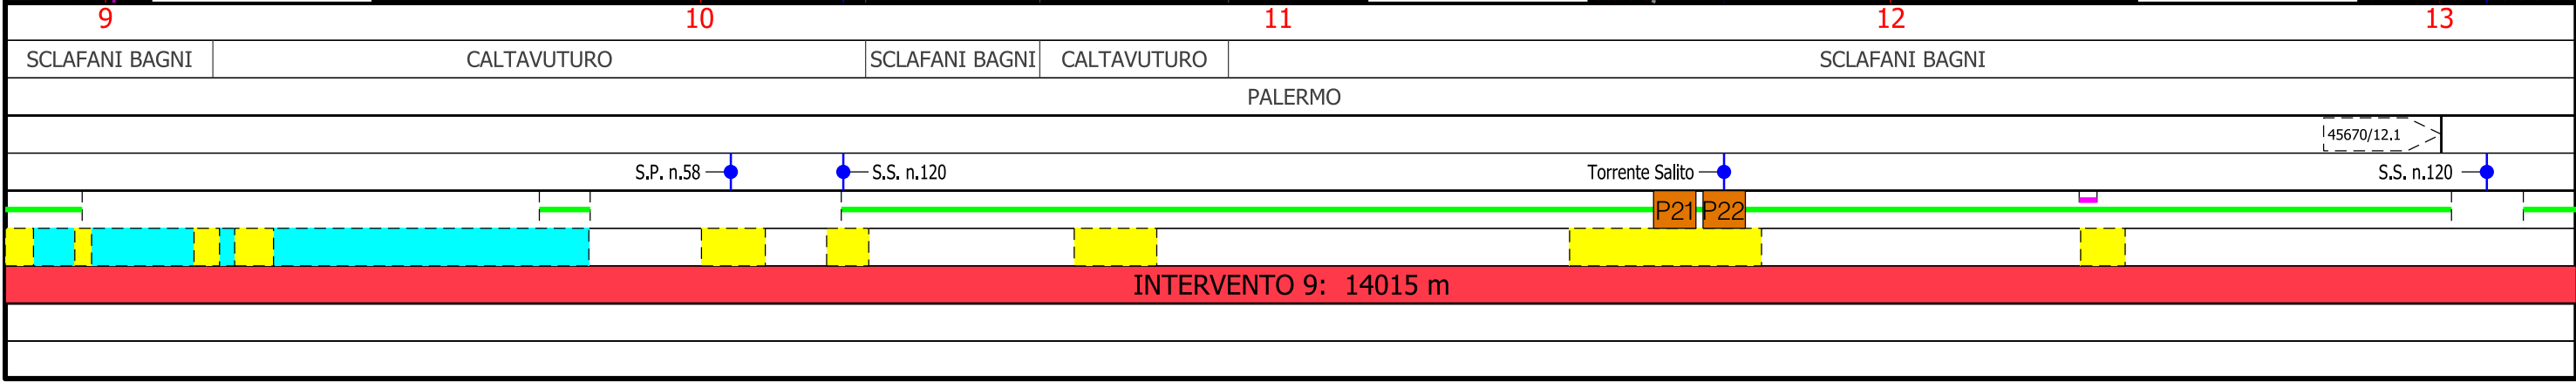 9 10 11 12 13
SCLAFANI BAGNI CALTAVUTURO SCLAFANI BAGNI CALTAVUTURO SCLAFANI BAGNI
PALERMO
45670/12.1
S.P. n.58 S.S. n.120 Torrente Salito S.S. n.120
P21 P22
INTERVENTO 9: 14015 m